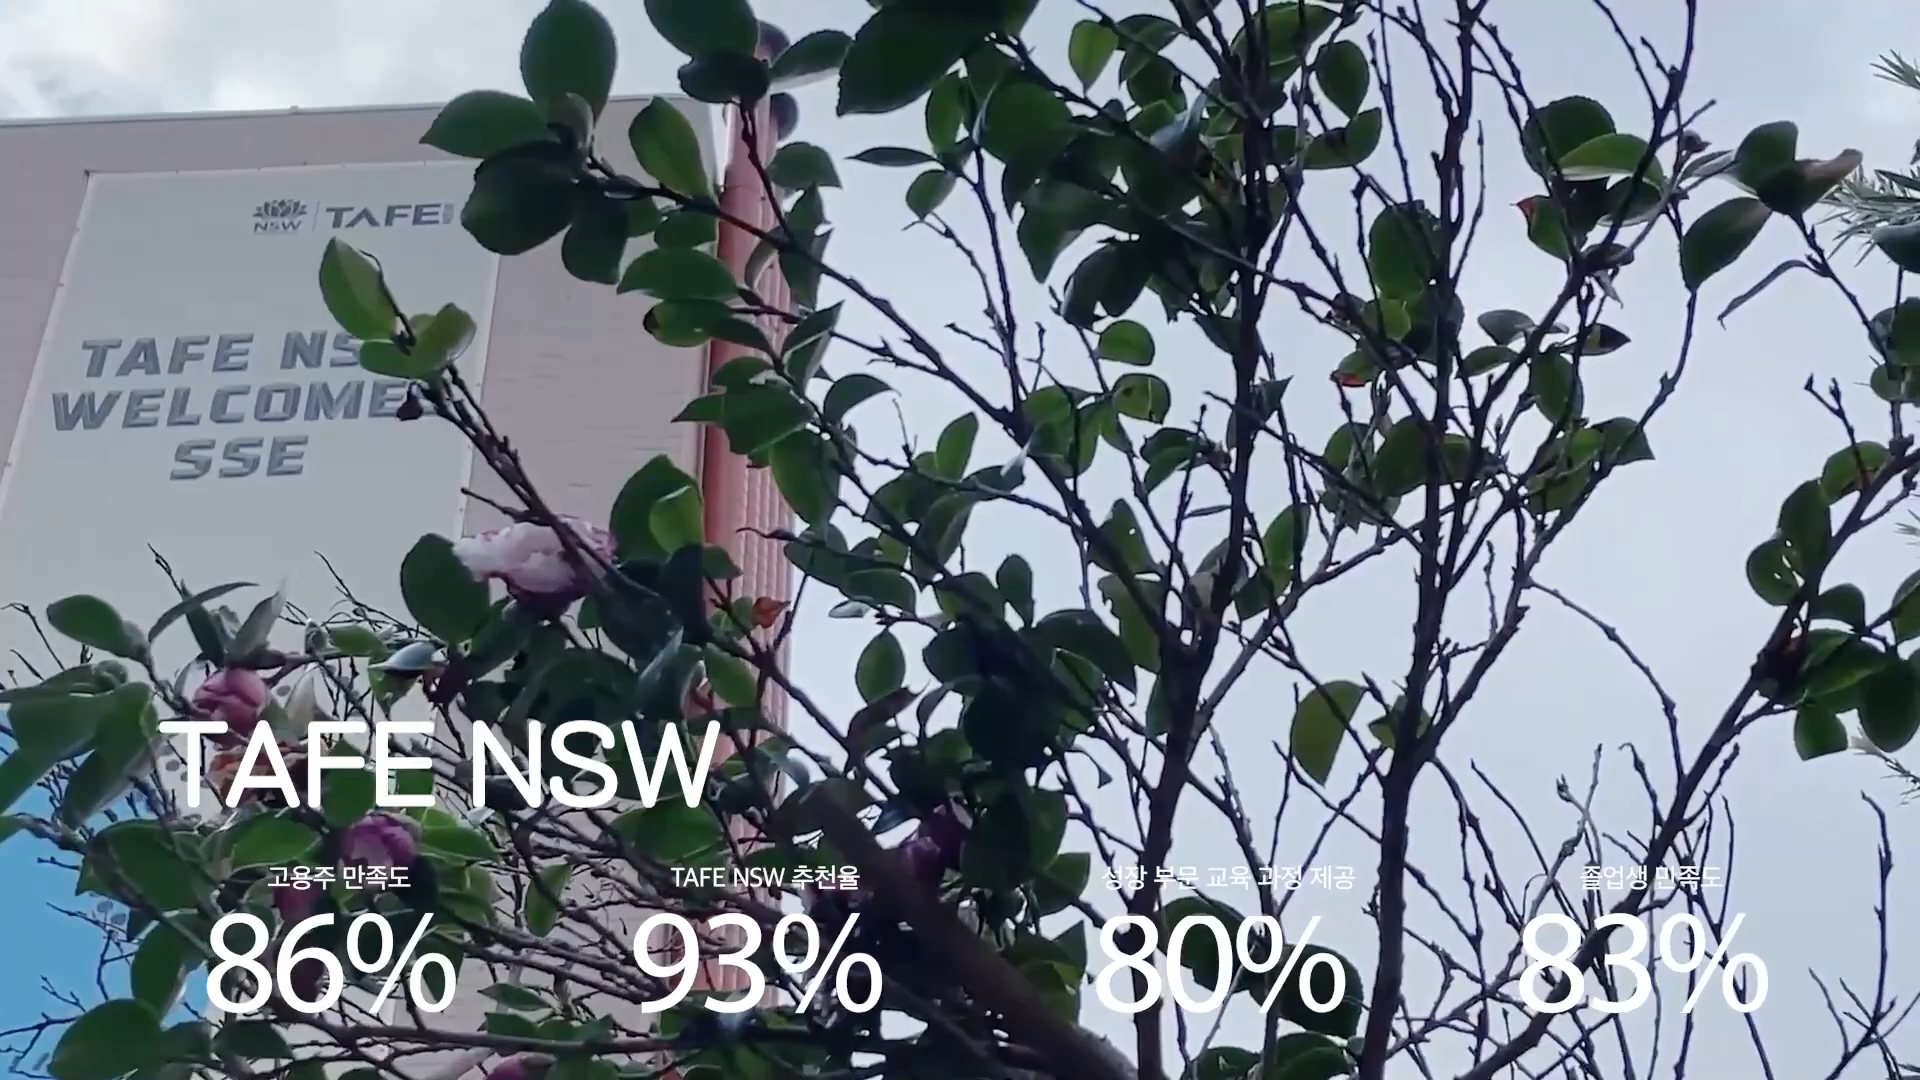 NSW
TAFE
TAFE NS
WELCOMES
SSE
TAFE NSW
고용주 만족도
TAFE NSW 추천율
성장 부문 교육 과정 제공
졸업생 만족도
86%
93%
80%
83%